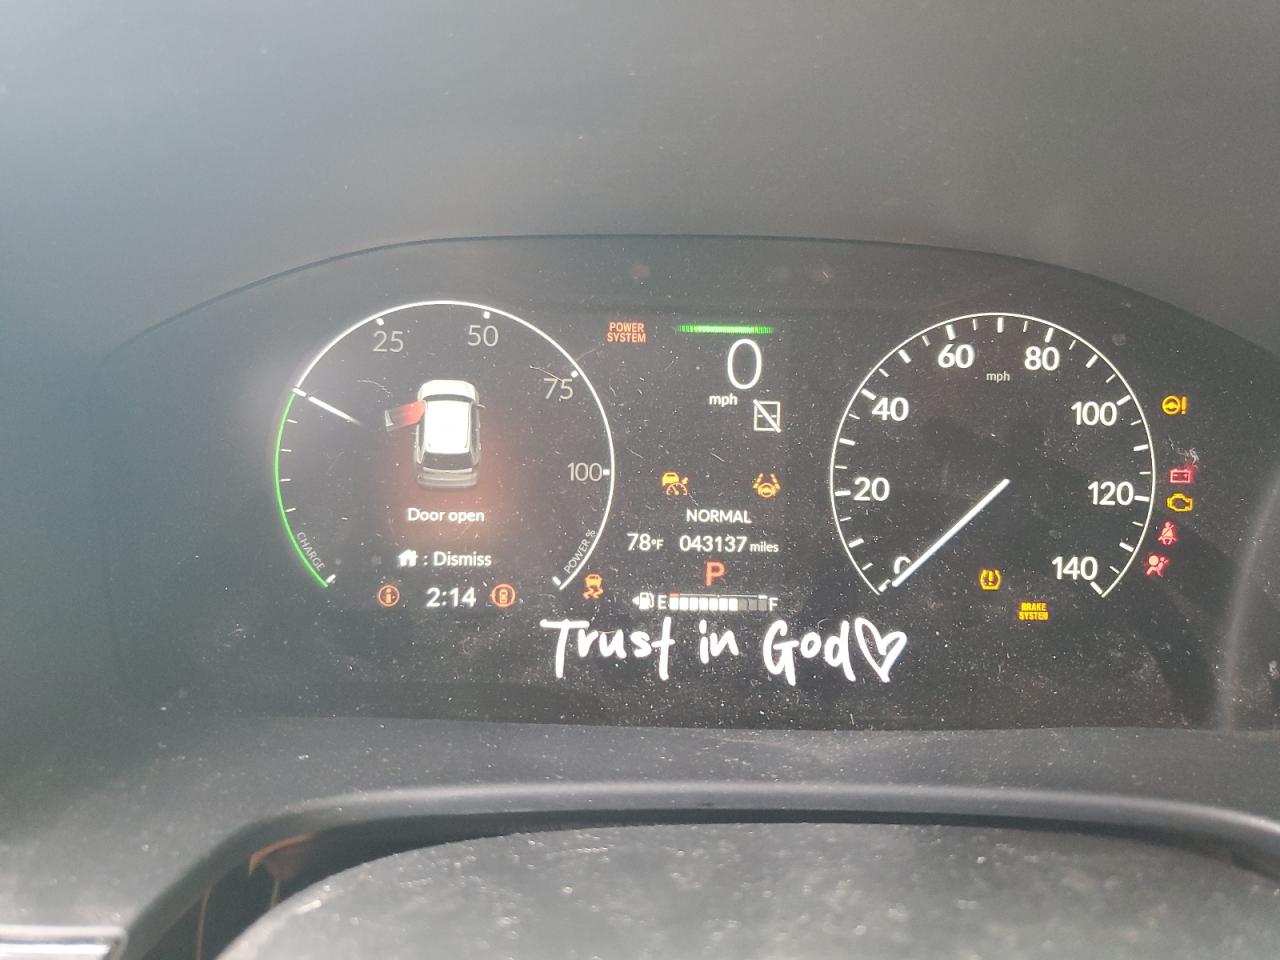 25
50
75
100
CHARGE
POWER %
Door open
: Dismiss
2:14
POWER
SYSTEM
0
mph
NORMAL
78°F 043137 miles
P
E F
Trust in God♡
0
20
40
60
80
100
120
140
mph
BRAKE
SYSTEM